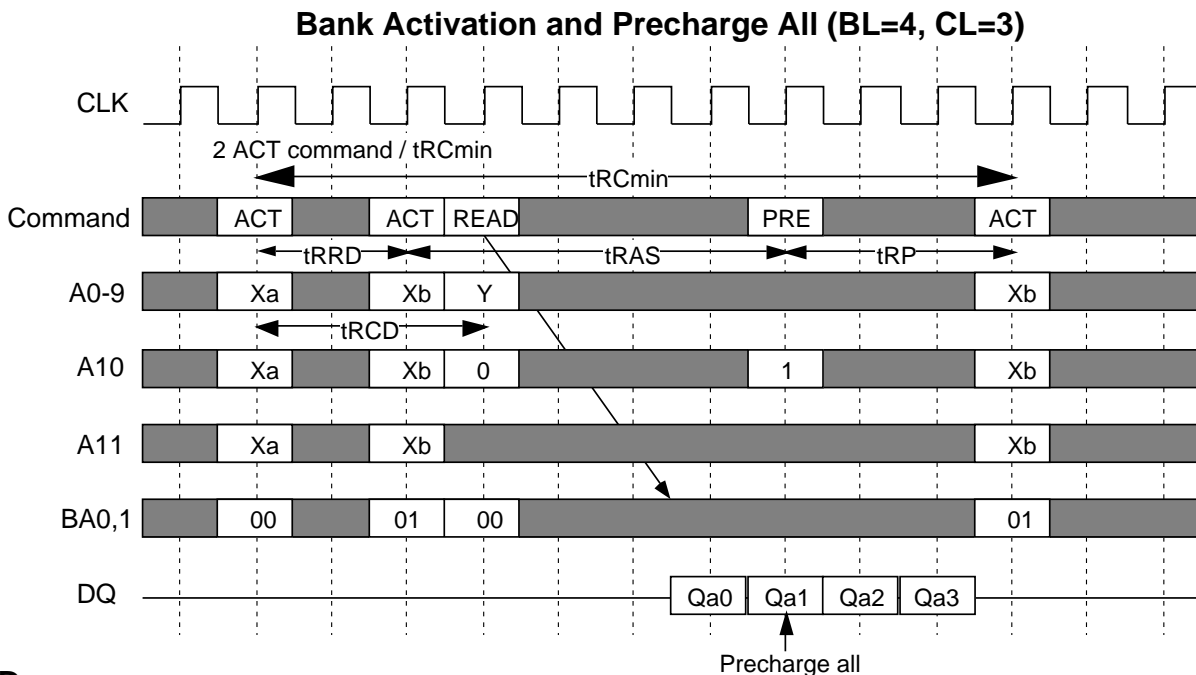 Bank Activation and Precharge All (BL=4, CL=3)
CLK
2 ACT command / tRCmin
tRCmin
Command ACT ACT READ PRE ACT
tRRD tRAS tRP
A0-9 Xa Xb Y Xb
tRCD
A10 Xa Xb 0 1 Xb
A11 Xa Xb Xb
BA0,1 00 01 00 01
DQ Qa0 Qa1 Qa2 Qa3
Precharge all